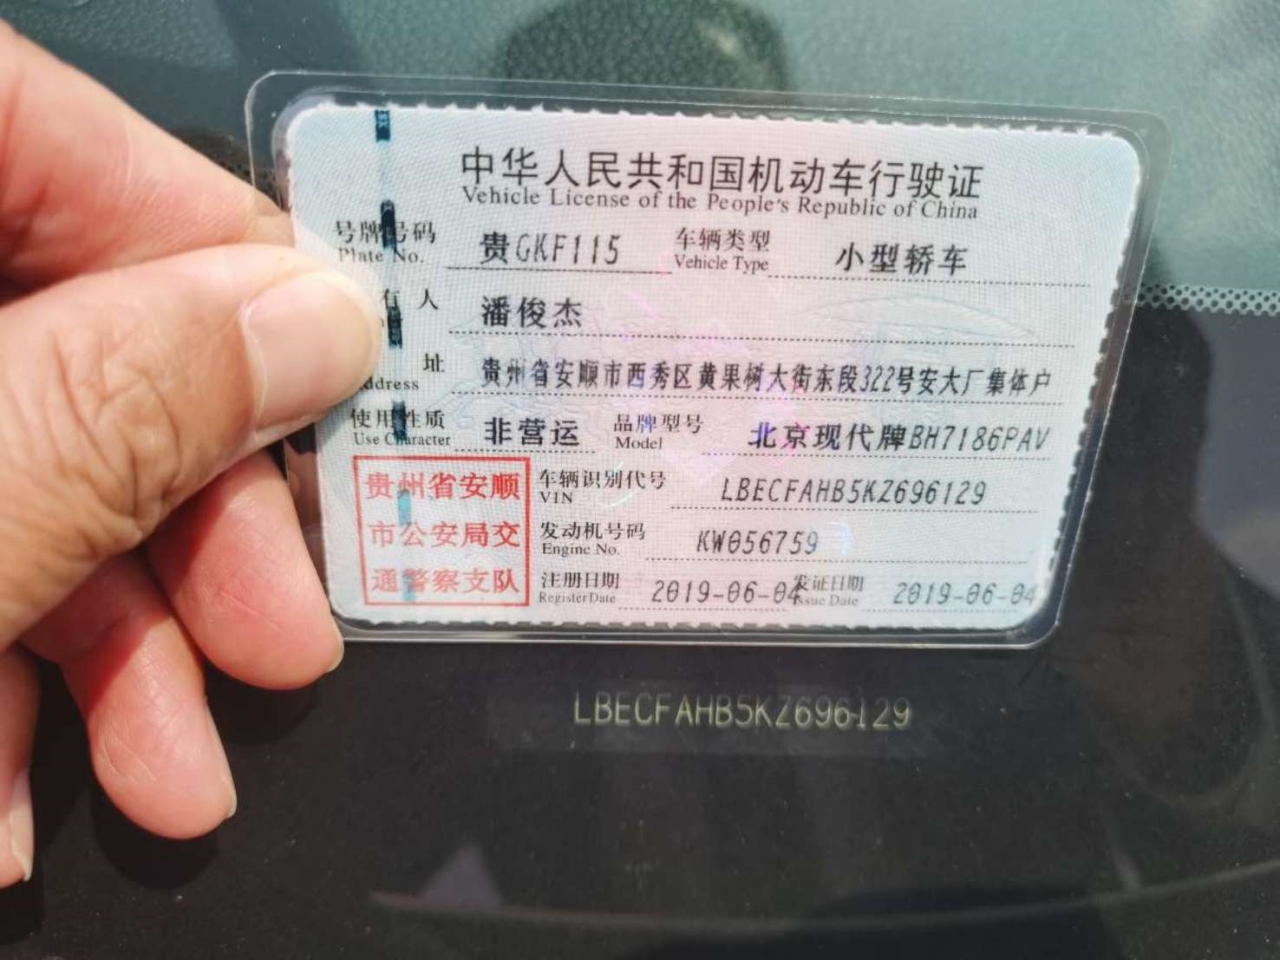 中华人民共和国机动车行驶证
Vehicle License of the People's Republic of China
号牌号码 贵GKF115 车辆类型 小型轿车
Plate No. Vehicle Type
有人 潘俊杰
址 贵州省安顺市西秀区黄果树大街东段322号安大厂集体户
ddress
使用性质 非营运 品牌型号 北京现代牌BH7186PAV
Use Character Model
贵州省安顺
市公安局交
通警察支队
车辆识别代号 LBECFAHB5KZ696129
VIN
发动机号码 KW056759
Engine No.
注册日期 2019-06-04 发证日期 2019-06-04
Register Date Issue Date
LBECFAHB5KZ696129